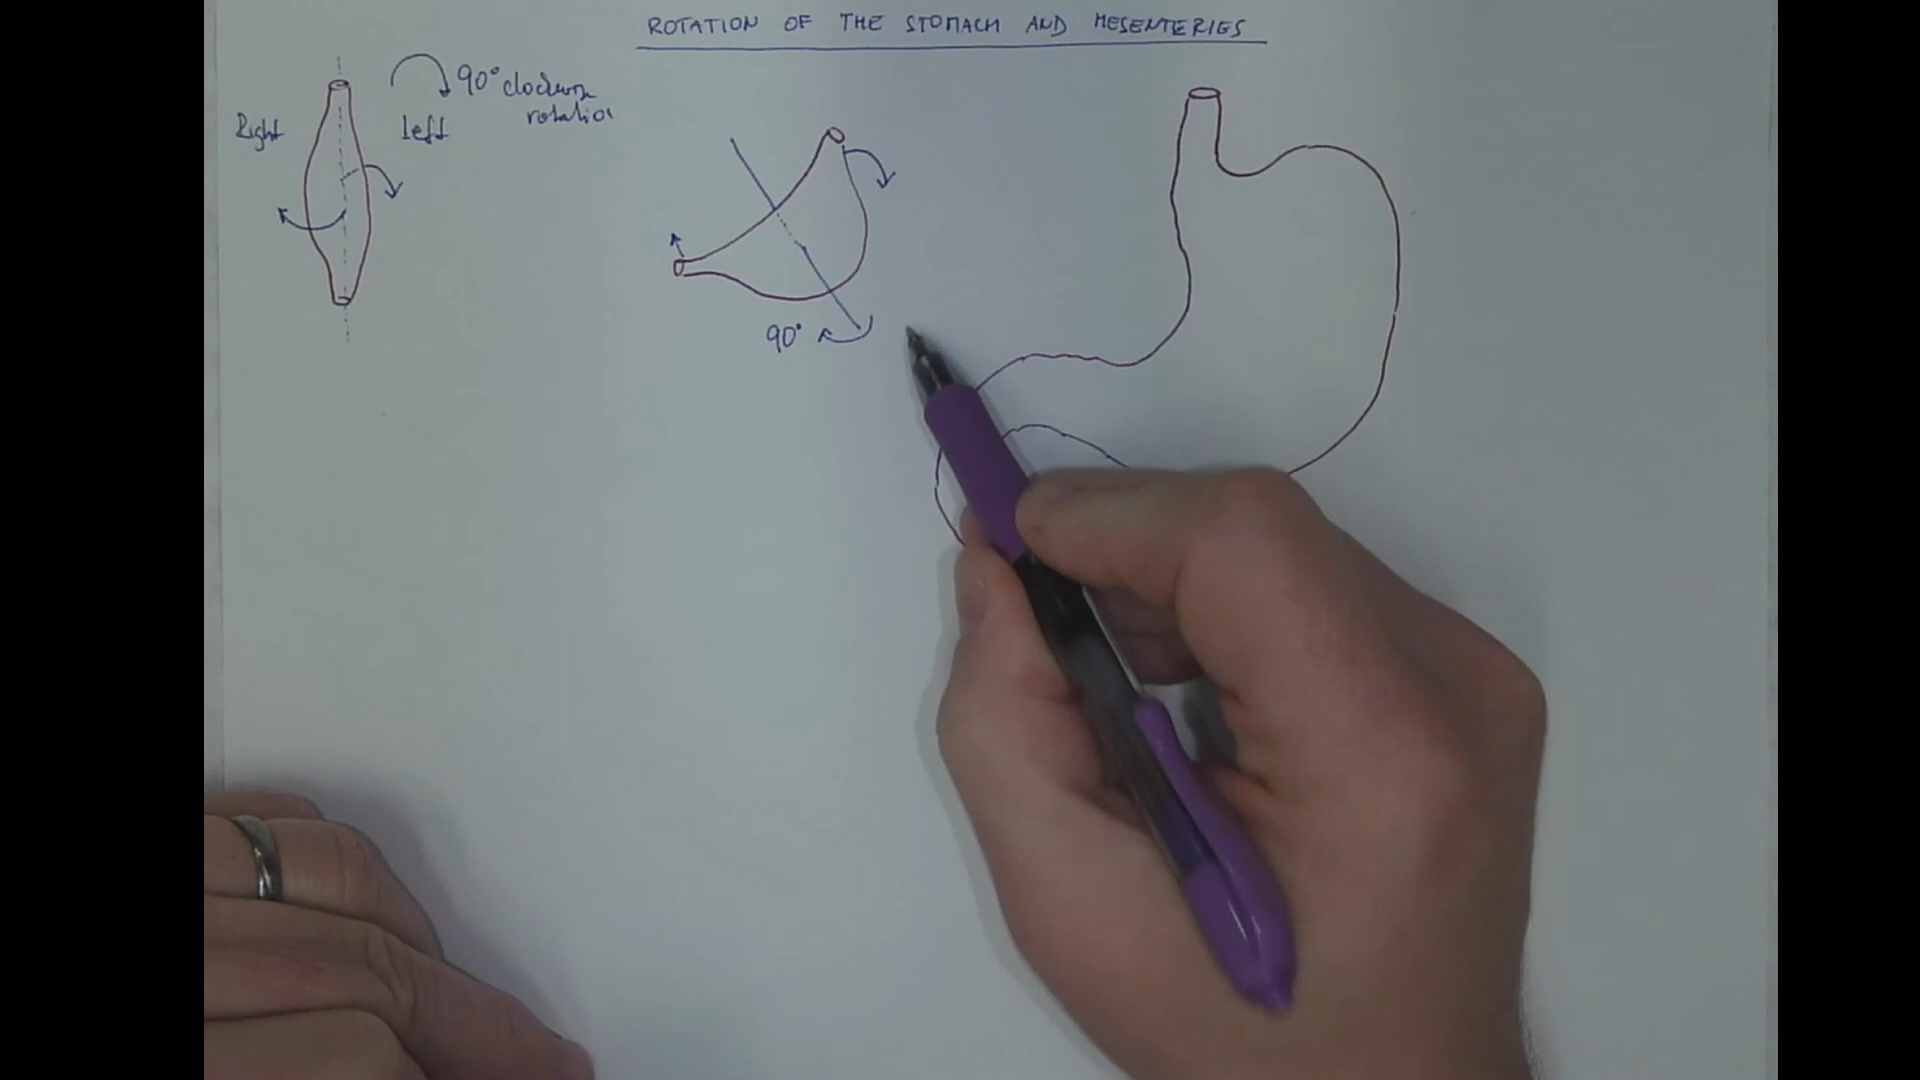 ROTATION OF THE STOMACH AND MESENTERIES
90° clockwise
rotation
Right
Left
90°